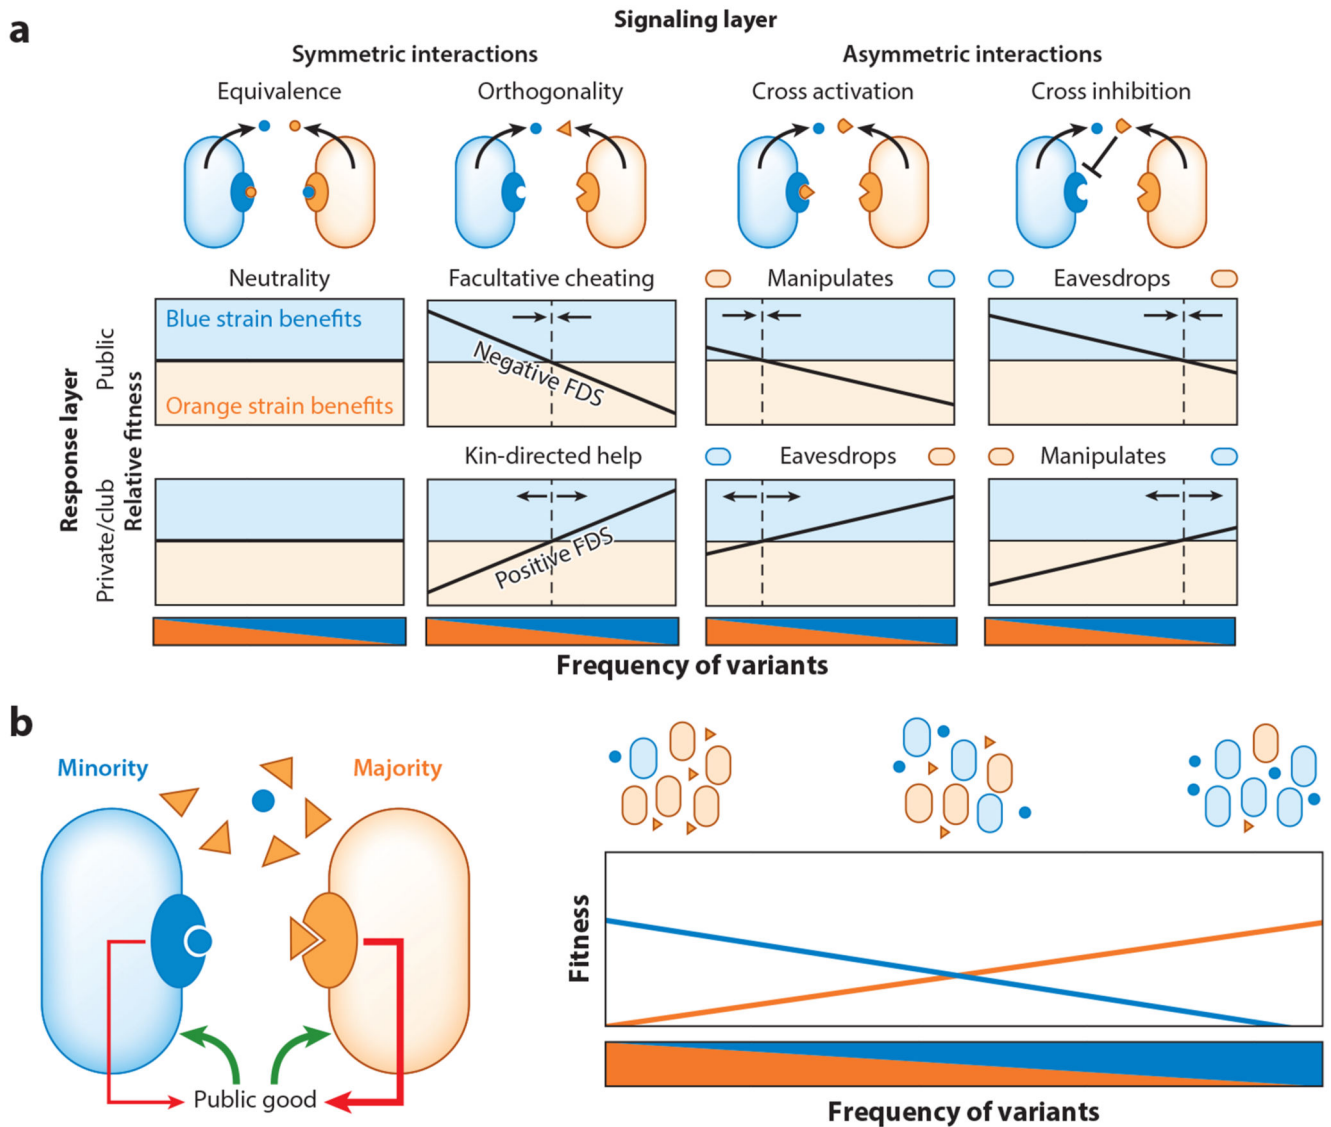 a
Signaling layer
Symmetric interactions
Asymmetric interactions
Equivalence
Orthogonality
Cross activation
Cross inhibition
Response layer
Relative fitness
Public
Neutrality
Facultative cheating
Manipulates
Eavesdrops
Blue strain benefits
Orange strain benefits
Negative FDS
Private/club
Kin-directed help
Eavesdrops
Manipulates
Positive FDS
Frequency of variants
b
Minority
Majority
Public good
Fitness
Frequency of variants